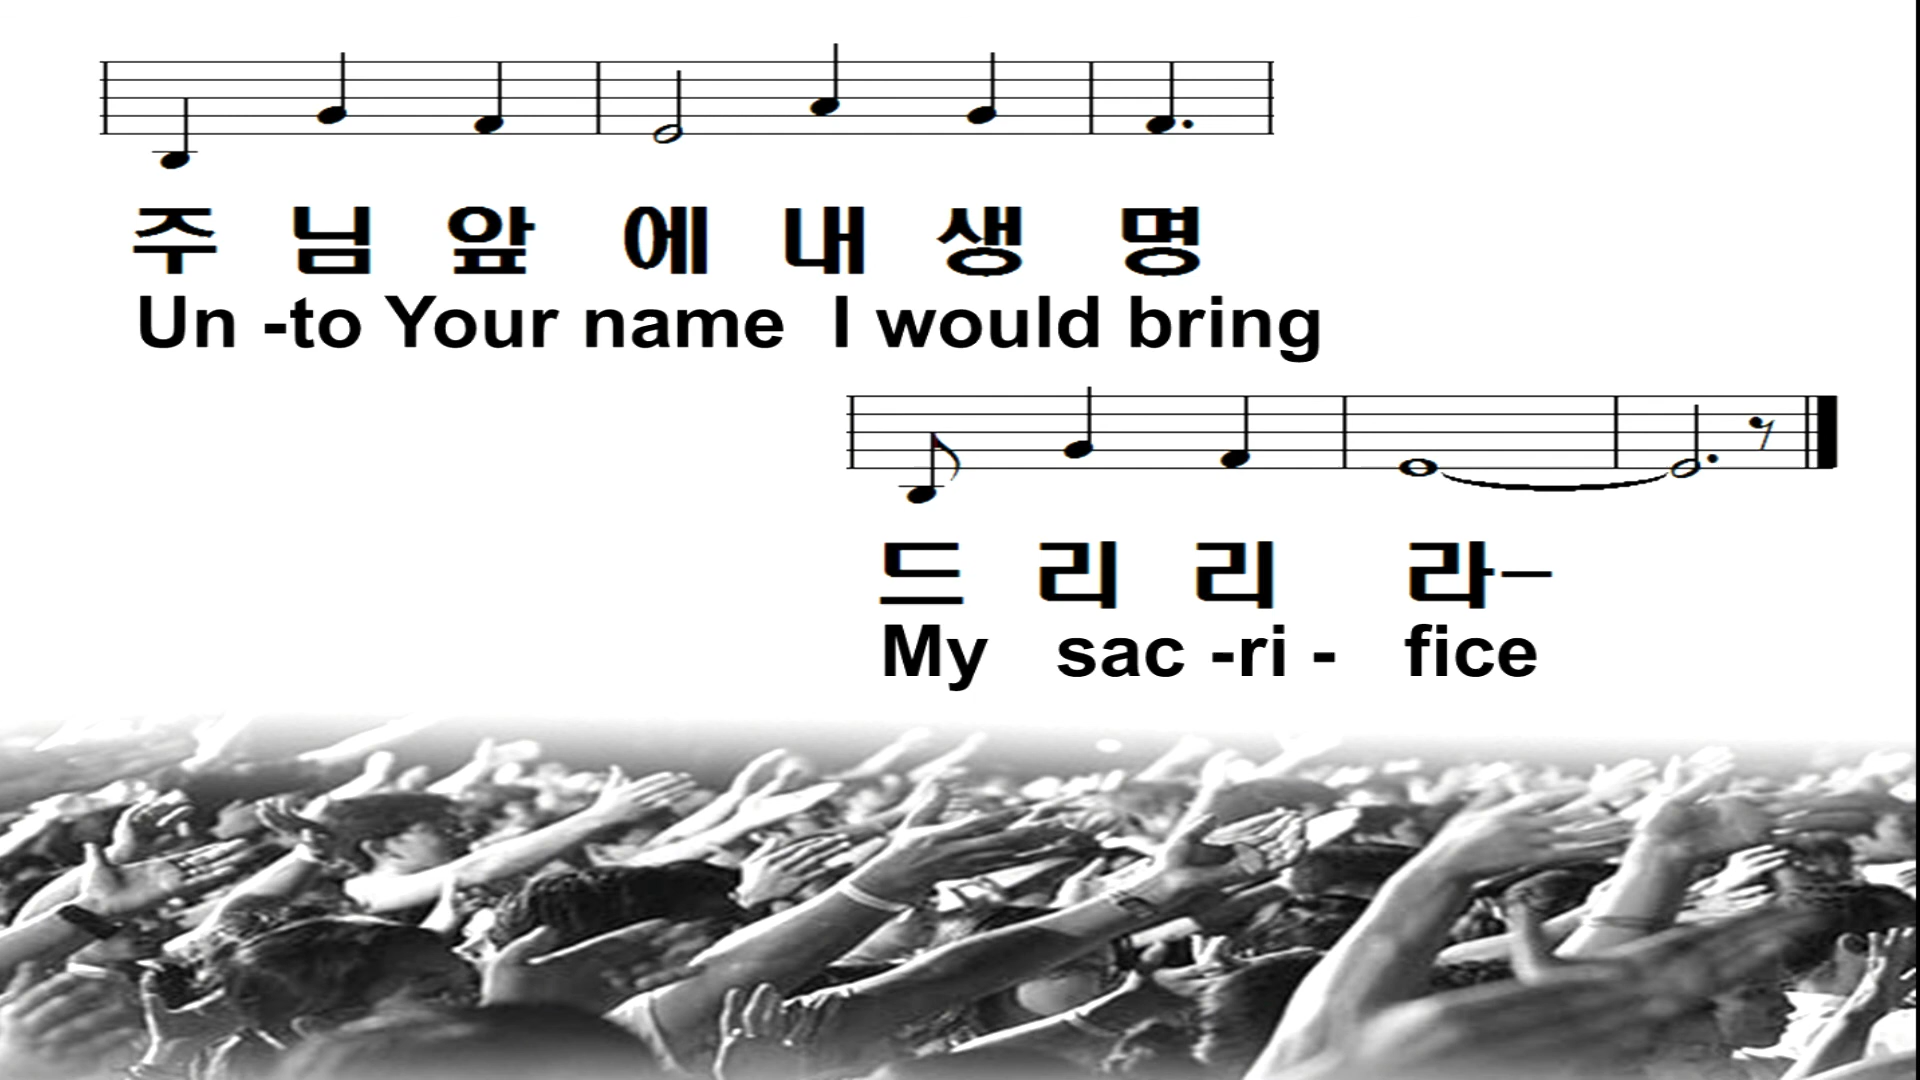 주 님 앞 에 내 생 명
Un -to Your name I would bring
드 리 리 라–
My sac -ri - fice